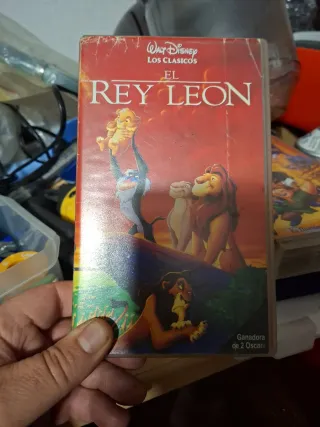 WALT DISNEY
LOS CLASICOS
EL
REY LEON
Ganadora
de 2 Oscars